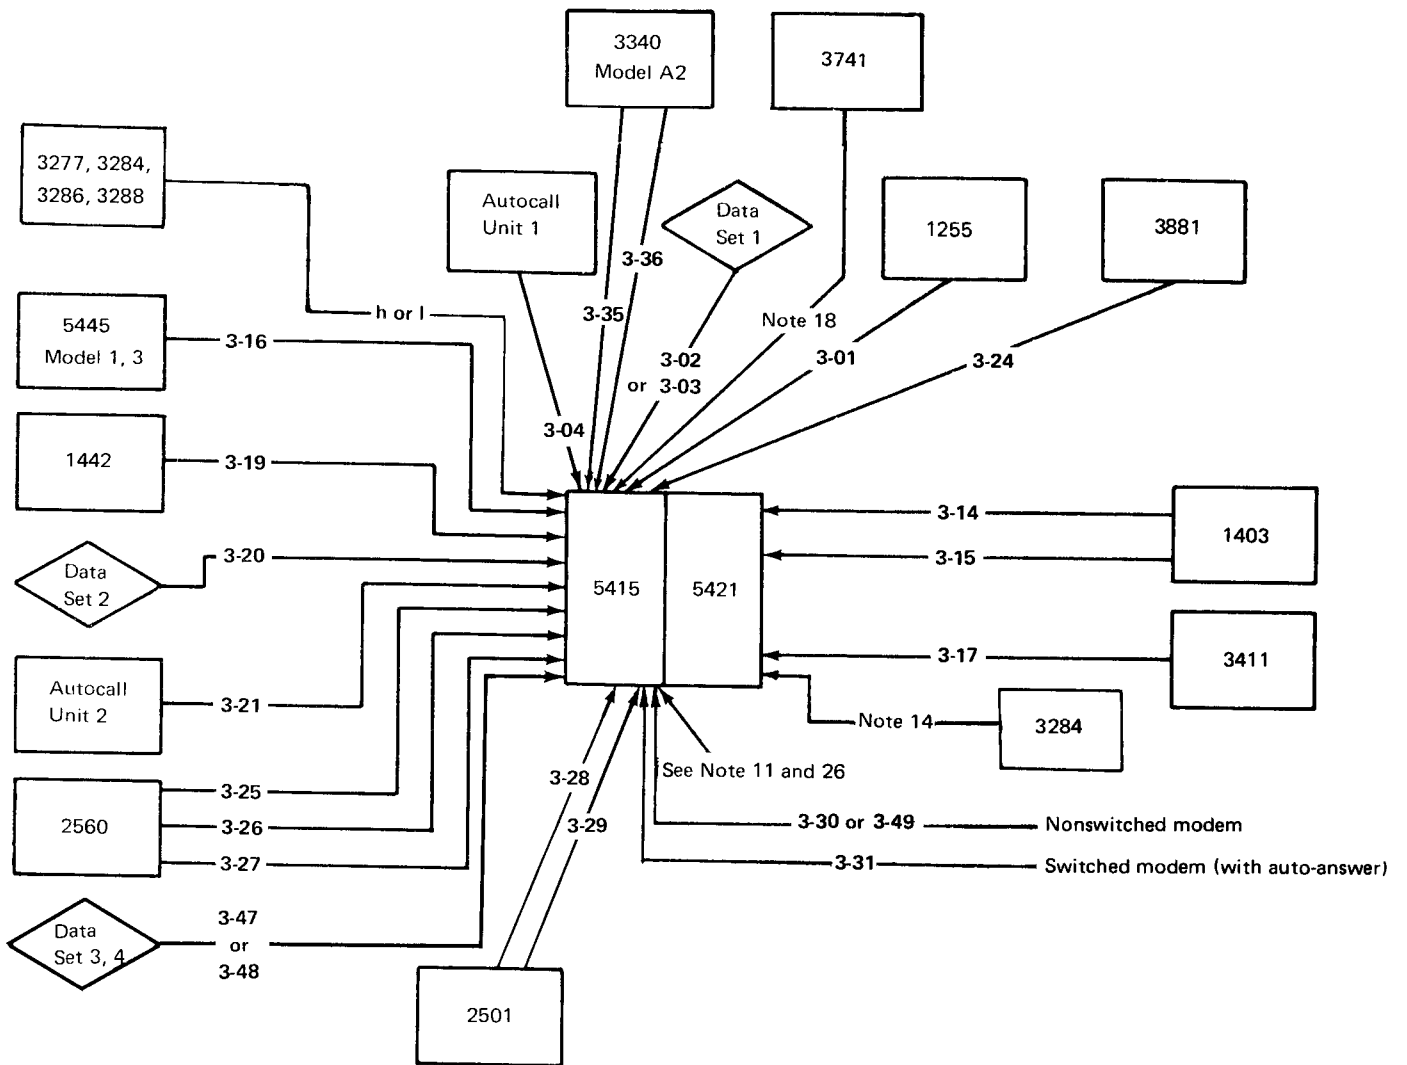 3340
Model A2
3741
3277, 3284,
3286, 3288
Autocall
Unit 1
Data
Set 1
1255
3881
3-36
h or l
3-35
Note 18
5445
Model 1, 3
3-16
3-02
or 3-03
3-01
3-24
3-04
1442
3-19
3-14
1403
3-15
Data
Set 2
3-20
5415
5421
3-17
3411
Autocall
Unit 2
3-21
Note 14
3284
See Note 11 and 26
3-28
3-29
2560
3-25
3-26
3-27
3-30 or 3-49
Nonswitched modem
3-31
Switched modem (with auto-answer)
Data
Set 3, 4
3-47
or
3-48
2501